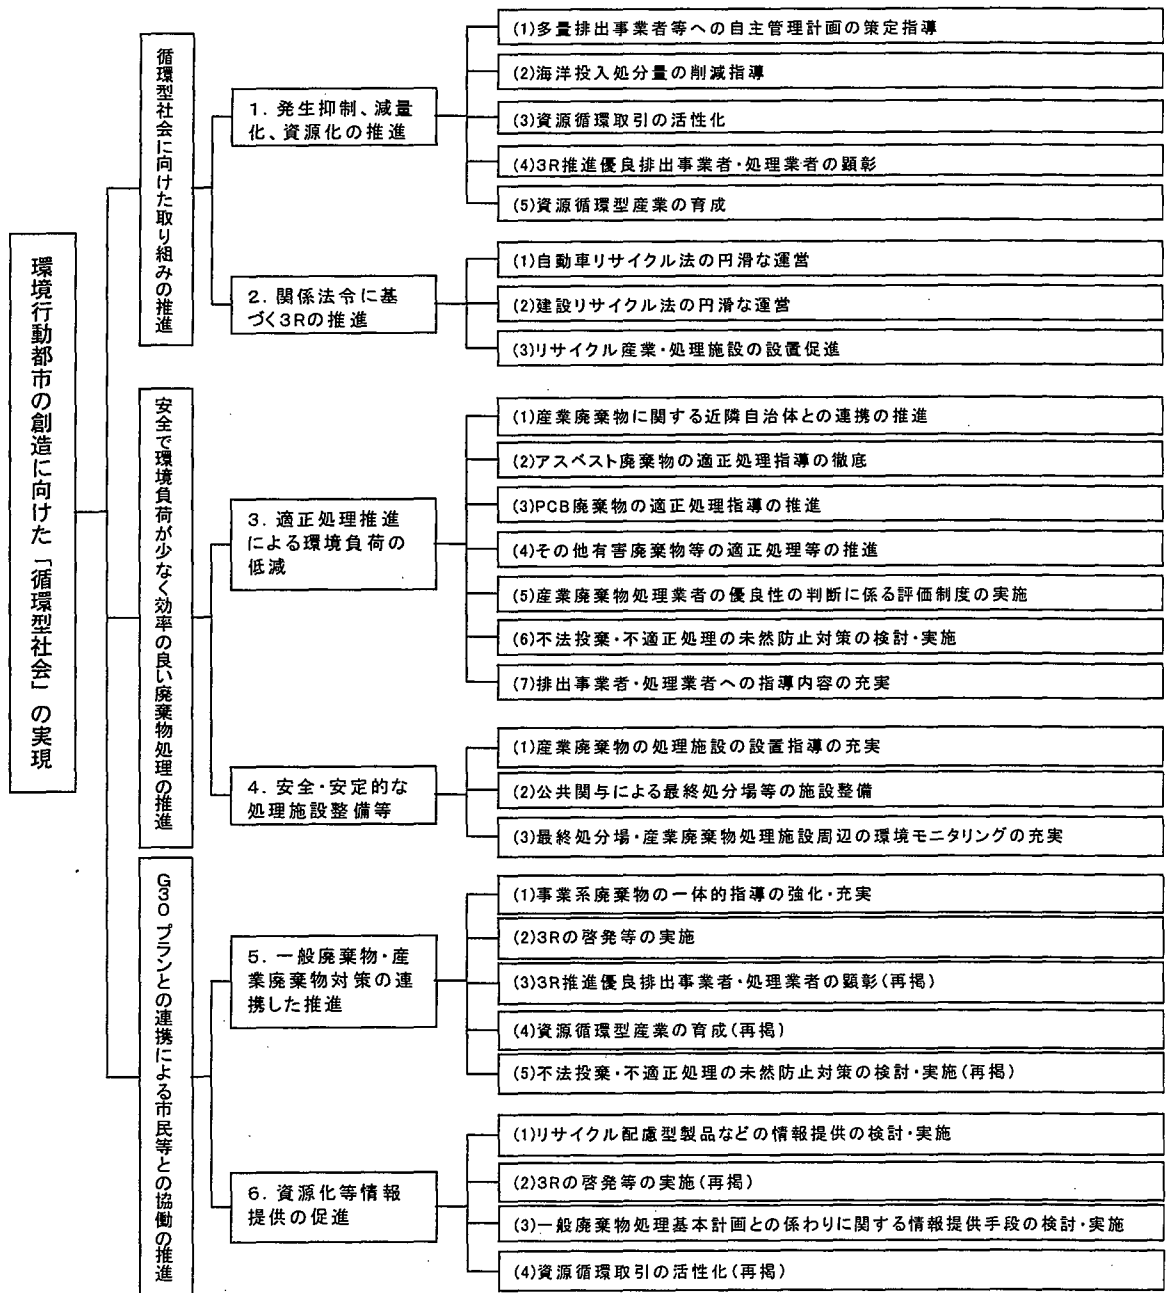 環境行動都市の創造に向けた「循環型社会」の実現
循環型社会に向けた取り組みの推進
1. 発生抑制、減量
化、資源化の推進
(1)多量排出事業者等への自主管理計画の策定指導
(2)海洋投入処分量の削減指導
(3)資源循環取引の活性化
(4)3R推進優良排出事業者・処理業者の顕彰
(5)資源循環型産業の育成
2. 関係法令に基
づく3Rの推進
(1)自動車リサイクル法の円滑な運営
(2)建設リサイクル法の円滑な運営
(3)リサイクル産業・処理施設の設置促進
安全で環境負荷が少なく効率の良い廃棄物処理の推進
3. 適正処理推進
による環境負荷の
低減
(1)産業廃棄物に関する近隣自治体との連携の推進
(2)アスベスト廃棄物の適正処理指導の徹底
(3)PCB廃棄物の適正処理指導の推進
(4)その他有害廃棄物等の適正処理等の推進
(5)産業廃棄物処理業者の優良性の判断に係る評価制度の実施
(6)不法投棄・不適正処理の未然防止対策の検討・実施
(7)排出事業者・処理業者への指導内容の充実
4. 安全・安定的な
処理施設整備等
(1)産業廃棄物の処理施設の設置指導の充実
(2)公共関与による最終処分場等の施設整備
(3)最終処分場・産業廃棄物処理施設周辺の環境モニタリングの充実
G30プランとの連携による市民等との協働の推進
5. 一般廃棄物・産
業廃棄物対策の連
携した推進
(1)事業系廃棄物の一体的指導の強化・充実
(2)3Rの啓発等の実施
(3)3R推進優良排出事業者・処理業者の顕彰(再掲)
(4)資源循環型産業の育成(再掲)
(5)不法投棄・不適正処理の未然防止対策の検討・実施(再掲)
6. 資源化等情報
提供の促進
(1)リサイクル配慮型製品などの情報提供の検討・実施
(2)3Rの啓発等の実施(再掲)
(3)一般廃棄物処理基本計画との係わりに関する情報提供手段の検討・実施
(4)資源循環取引の活性化(再掲)